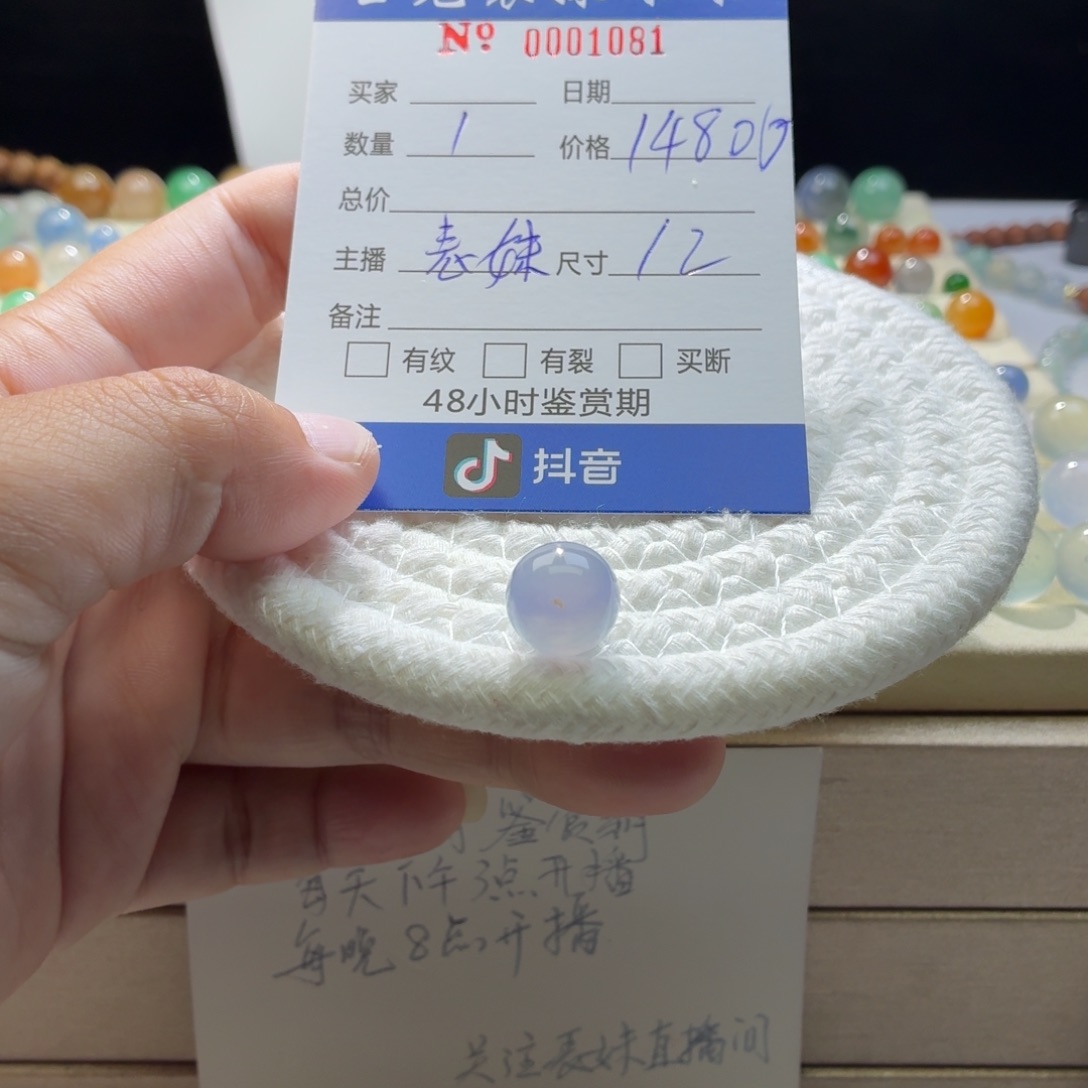 Nº 0001081
买家 日期
数量 1 价格 14800
总价
主播 表妹 尺寸 12
备注
有纹 有裂 买断
48小时鉴赏期
抖音
鉴赏期
每天下午3点开播
每晚8点开播
关注表妹直播间